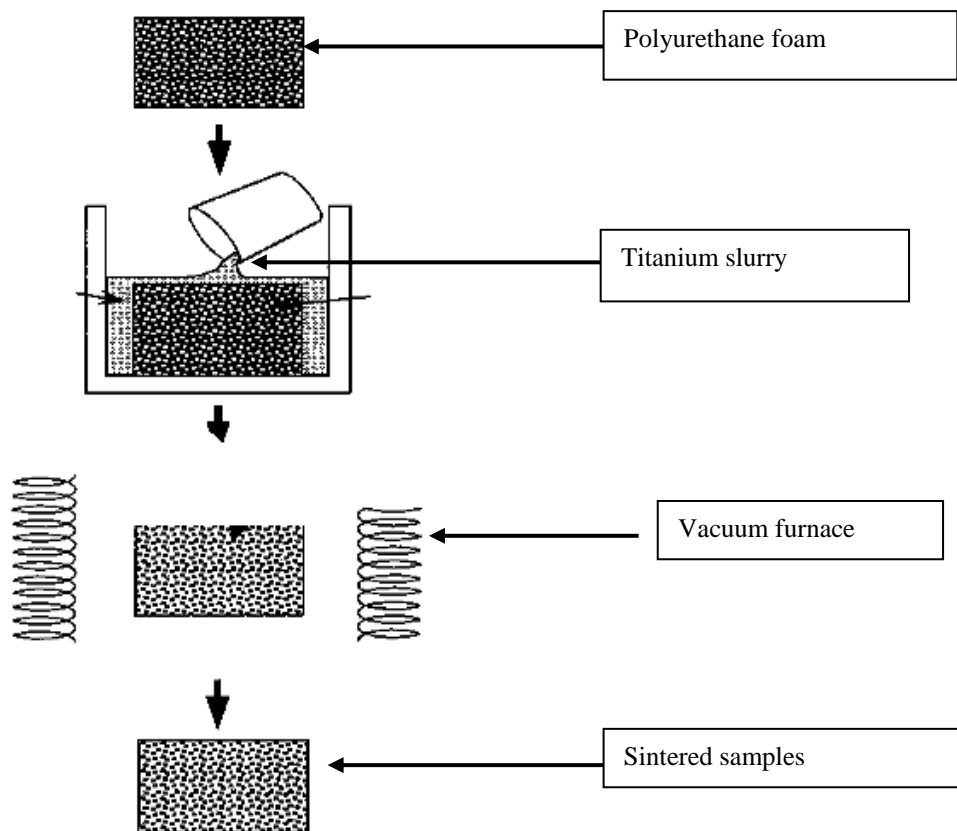 Polyurethane foam
Titanium slurry
Vacuum furnace
Sintered samples